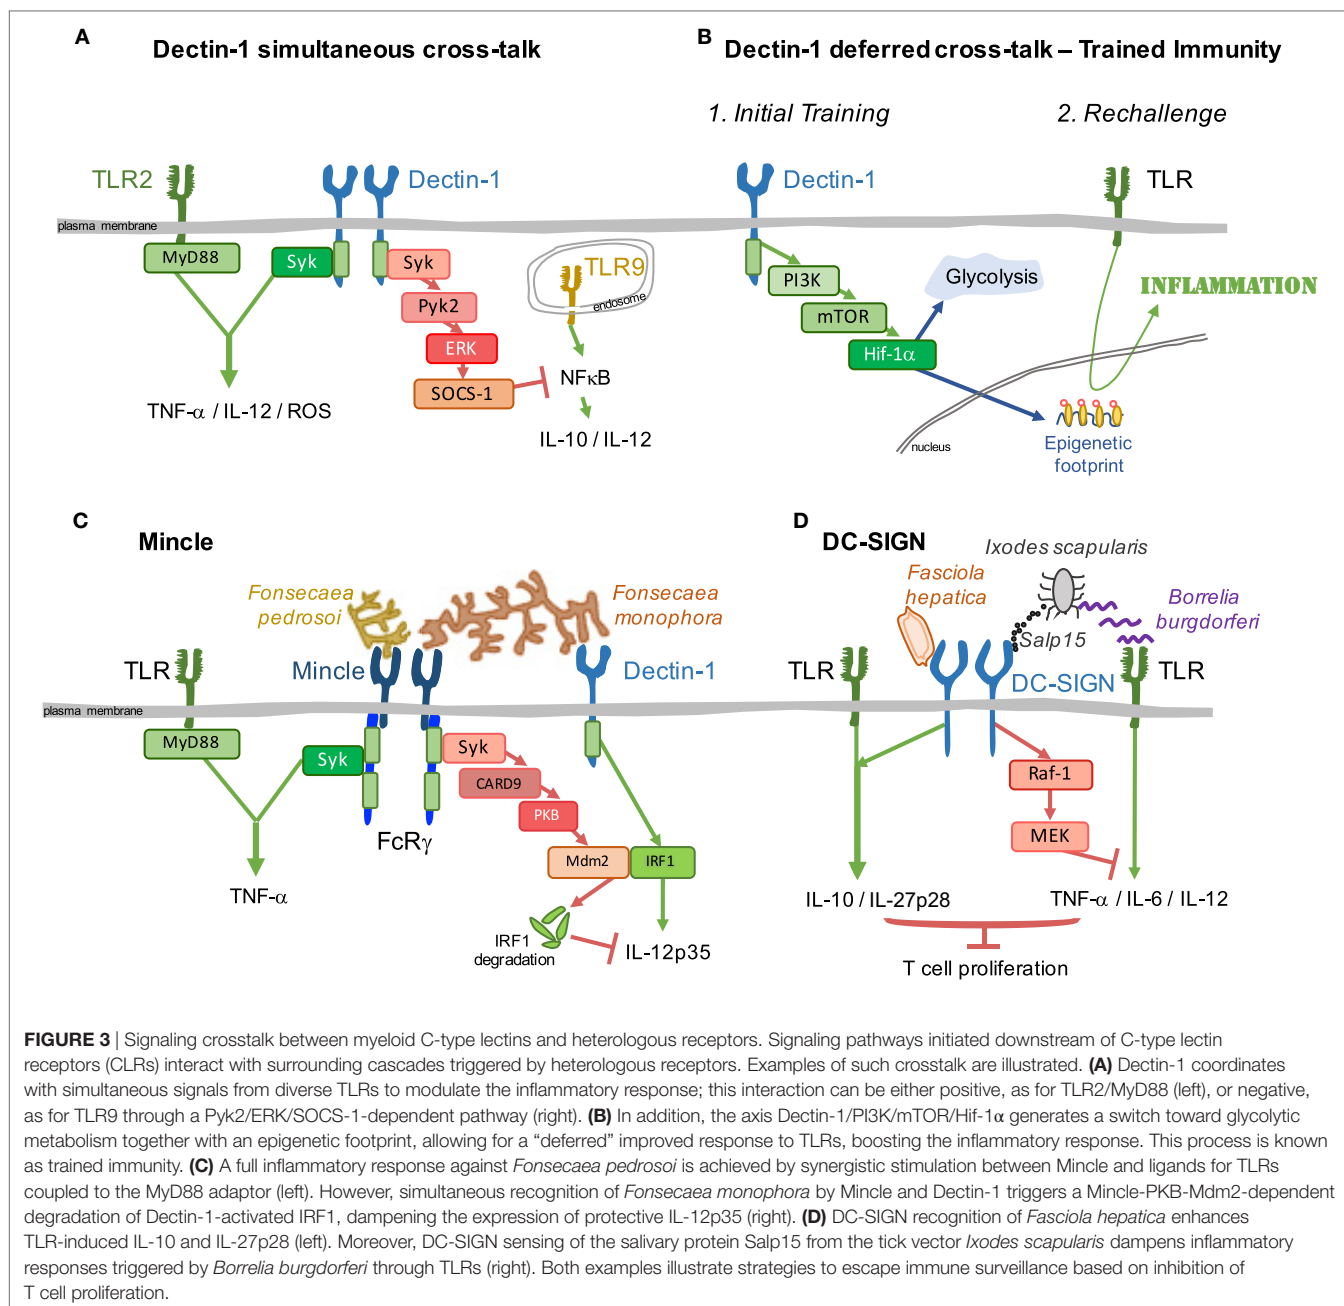 A
Dectin-1 simultaneous cross-talk
TLR2
Dectin-1
plasma membrane
MyD88
Syk
Syk
Pyk2
ERK
SOCS-1
TLR9
endosome
NFκB
TNF-α / IL-12 / ROS
IL-10 / IL-12
B
Dectin-1 deferred cross-talk – Trained Immunity
1. Initial Training
2. Rechallenge
Dectin-1
TLR
PI3K
mTOR
Hif-1α
Glycolysis
INFLAMMATION
nucleus
Epigenetic
footprint
C
Mincle
Fonsecaea
pedrosoi
Fonsecaea
monophora
TLR
Mincle
Dectin-1
plasma membrane
MyD88
Syk
Syk
CARD9
PKB
Mdm2
IRF1
FcRγ
TNF-α
IRF1
degradation
IL-12p35
D
DC-SIGN
Ixodes scapularis
Fasciola
hepatica
Borrelia
burgdorferi
Salp15
TLR
DC-SIGN
TLR
Raf-1
MEK
IL-10 / IL-27p28
TNF-α / IL-6 / IL-12
T cell proliferation
FIGURE 3 | Signaling crosstalk between myeloid C-type lectins and heterologous receptors. Signaling pathways initiated downstream of C-type lectin
receptors (CLRs) interact with surrounding cascades triggered by heterologous receptors. Examples of such crosstalk are illustrated. (A) Dectin-1 coordinates
with simultaneous signals from diverse TLRs to modulate the inflammatory response; this interaction can be either positive, as for TLR2/MyD88 (left), or negative,
as for TLR9 through a Pyk2/ERK/SOCS-1-dependent pathway (right). (B) In addition, the axis Dectin-1/PI3K/mTOR/Hif-1α generates a switch toward glycolytic
metabolism together with an epigenetic footprint, allowing for a “deferred” improved response to TLRs, boosting the inflammatory response. This process is known
as trained immunity. (C) A full inflammatory response against Fonsecaea pedrosoi is achieved by synergistic stimulation between Mincle and ligands for TLRs
coupled to the MyD88 adaptor (left). However, simultaneous recognition of Fonsecaea monophora by Mincle and Dectin-1 triggers a Mincle-PKB-Mdm2-dependent
degradation of Dectin-1-activated IRF1, dampening the expression of protective IL-12p35 (right). (D) DC-SIGN recognition of Fasciola hepatica enhances
TLR-induced IL-10 and IL-27p28 (left). Moreover, DC-SIGN sensing of the salivary protein Salp15 from the tick vector Ixodes scapularis dampens inflammatory
responses triggered by Borrelia burgdorferi through TLRs (right). Both examples illustrate strategies to escape immune surveillance based on inhibition of
T cell proliferation.